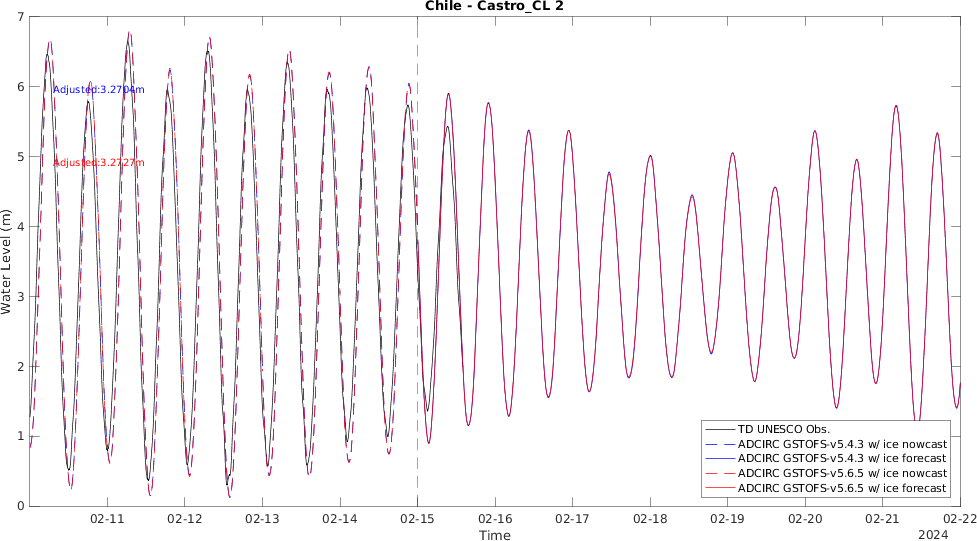 Chile - Castro_CL 2
7
6
5
4
3
2
1
0
Water Level (m)
Adjusted:3.2704m
Adjusted:3.2727m
TD UNESCO Obs.
ADCIRC GSTOFS-v5.4.3 w/ ice nowcast
ADCIRC GSTOFS-v5.4.3 w/ ice forecast
ADCIRC GSTOFS-v5.6.5 w/ ice nowcast
ADCIRC GSTOFS-v5.6.5 w/ ice forecast
02-11 02-12 02-13 02-14 02-15 02-16 02-17 02-18 02-19 02-20 02-21 02-22
Time
2024